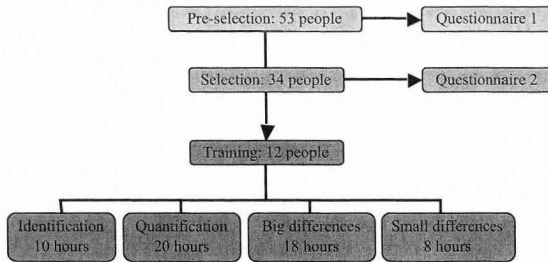 Pre-selection: 53 people
Questionnaire 1
Selection: 34 people
Questionnaire 2
Training: 12 people
Identification
10 hours
Quantification
20 hours
Big differences
18 hours
Small differences
8 hours